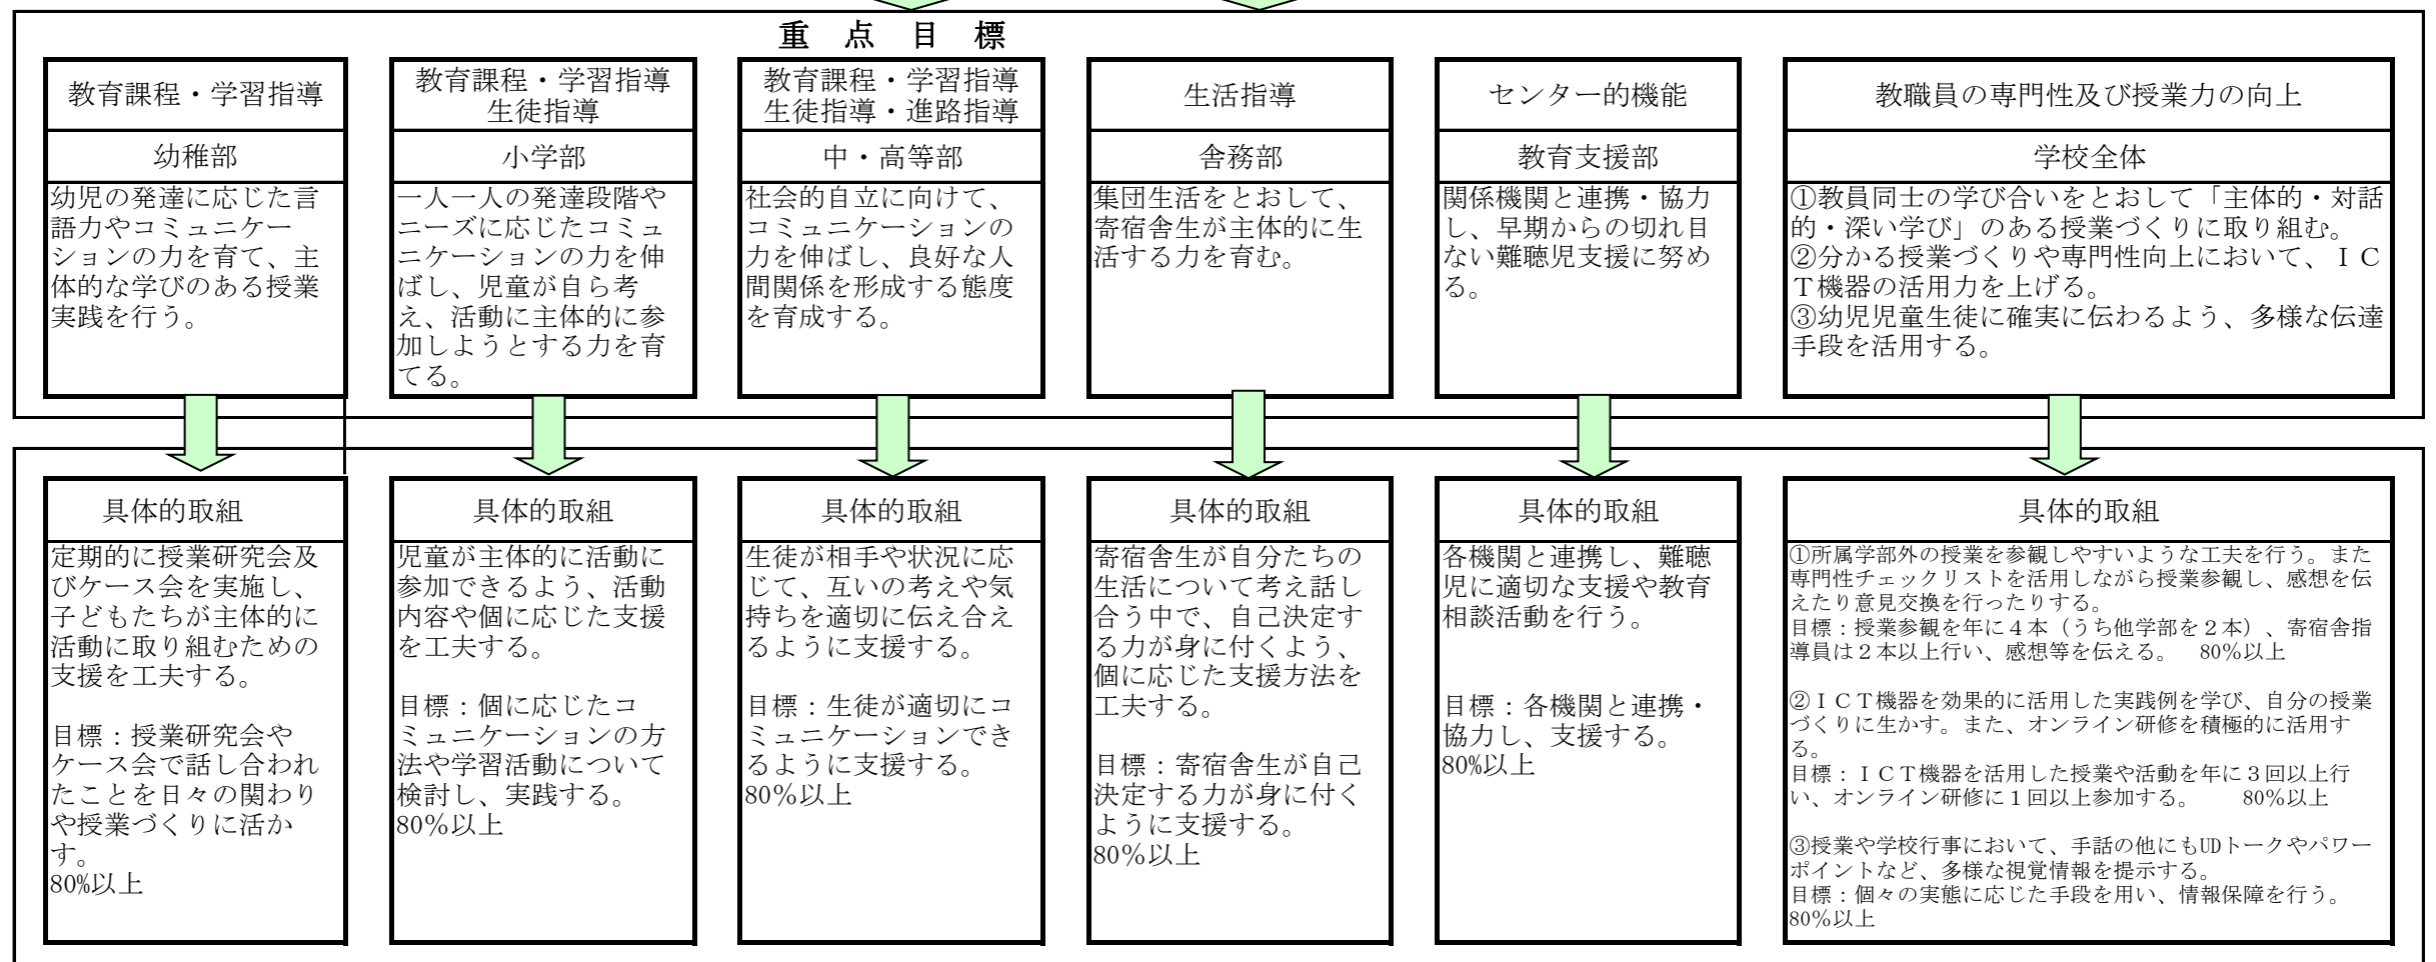 重 点 目 標
教育課程・学習指導
幼稚部
幼児の発達に応じた言
語力やコミュニケー
ションの力を育て、主
体的な学びのある授業
実践を行う。
教育課程・学習指導
生徒指導
小学部
一人一人の発達段階や
ニーズに応じたコミュ
ニケーションの力を伸
ばし、児童が自ら考
え、活動に主体的に参
加しようとする力を育
てる。
教育課程・学習指導
生徒指導・進路指導
中・高等部
社会的自立に向けて、
コミュニケーションの
力を伸ばし、良好な人
間関係を形成する態度
を育成する。
生活指導
舎務部
集団生活をとおして、
寄宿舎生が主体的に生
活する力を育む。
センター的機能
教育支援部
関係機関と連携・協力
し、早期からの切れ目
ない難聴児支援に努め
る。
教職員の専門性及び授業力の向上
学校全体
①教員同士の学び合いをとおして「主体的・対話
的・深い学び」のある授業づくりに取り組む。
②分かる授業づくりや専門性向上において、ＩＣ
Ｔ機器の活用力を上げる。
③幼児児童生徒に確実に伝わるよう、多様な伝達
手段を活用する。
具体的取組
定期的に授業研究会及
びケース会を実施し、
子どもたちが主体的に
活動に取り組むための
支援を工夫する。
目標：授業研究会や
ケース会で話し合われ
たことを日々の関わり
や授業づくりに活か
す。
80%以上
具体的取組
児童が主体的に活動に
参加できるよう、活動
内容や個に応じた支援
を工夫する。
目標：個に応じたコ
ミュニケーションの方
法や学習活動について
検討し、実践する。
80％以上
具体的取組
生徒が相手や状況に応
じて、互いの考えや気
持ちを適切に伝え合え
るように支援する。
目標：生徒が適切にコ
ミュニケーションでき
るように支援する。
80％以上
具体的取組
寄宿舎生が自分たちの
生活について考え話し
合う中で、自己決定す
る力が身に付くよう、
個に応じた支援方法を
工夫する。
目標：寄宿舎生が自己
決定する力が身に付く
ように支援する。
80％以上
具体的取組
各機関と連携し、難聴
児に適切な支援や教育
相談活動を行う。
目標：各機関と連携・
協力し、支援する。
80%以上
具体的取組
①所属学部外の授業を参観しやすいような工夫を行う。また
専門性チェックリストを活用しながら授業参観し、感想を伝
えたり意見交換を行ったりする。
目標：授業参観を年に４本（うち他学部を２本）、寄宿舎指
導員は２本以上行い、感想等を伝える。　80％以上
②ＩＣＴ機器を効果的に活用した実践例を学び、自分の授業
づくりに生かす。また、オンライン研修を積極的に活用す
る。
目標：ＩＣＴ機器を活用した授業や活動を年に３回以上行
い、オンライン研修に１回以上参加する。　　80％以上
③授業や学校行事において、手話の他にもUDトークやパワー
ポイントなど、多様な視覚情報を提示する。
目標：個々の実態に応じた手段を用い、情報保障を行う。
80％以上